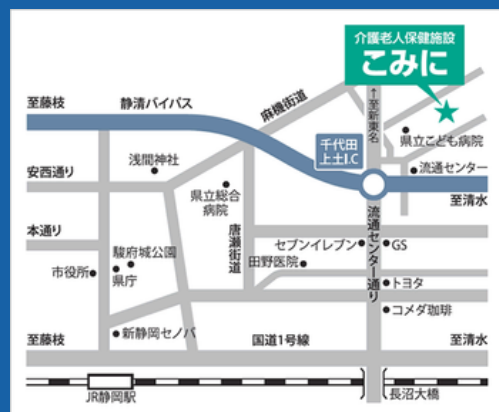 介護老人保健施設
こみに
至藤枝
静清バイパス
麻機街道
↑至新東名
県立こども病院
千代田
上土I.C
流通センター
安西通り
浅間神社
県立総合
病院
至清水
本通り
唐瀬街道
流通センター通り
セブンイレブン
GS
駿府城公園
田野医院
市役所
県庁
トヨタ
コメダ珈琲
新静岡セノバ
至藤枝
国道1号線
至清水
JR静岡駅
長沼大橋